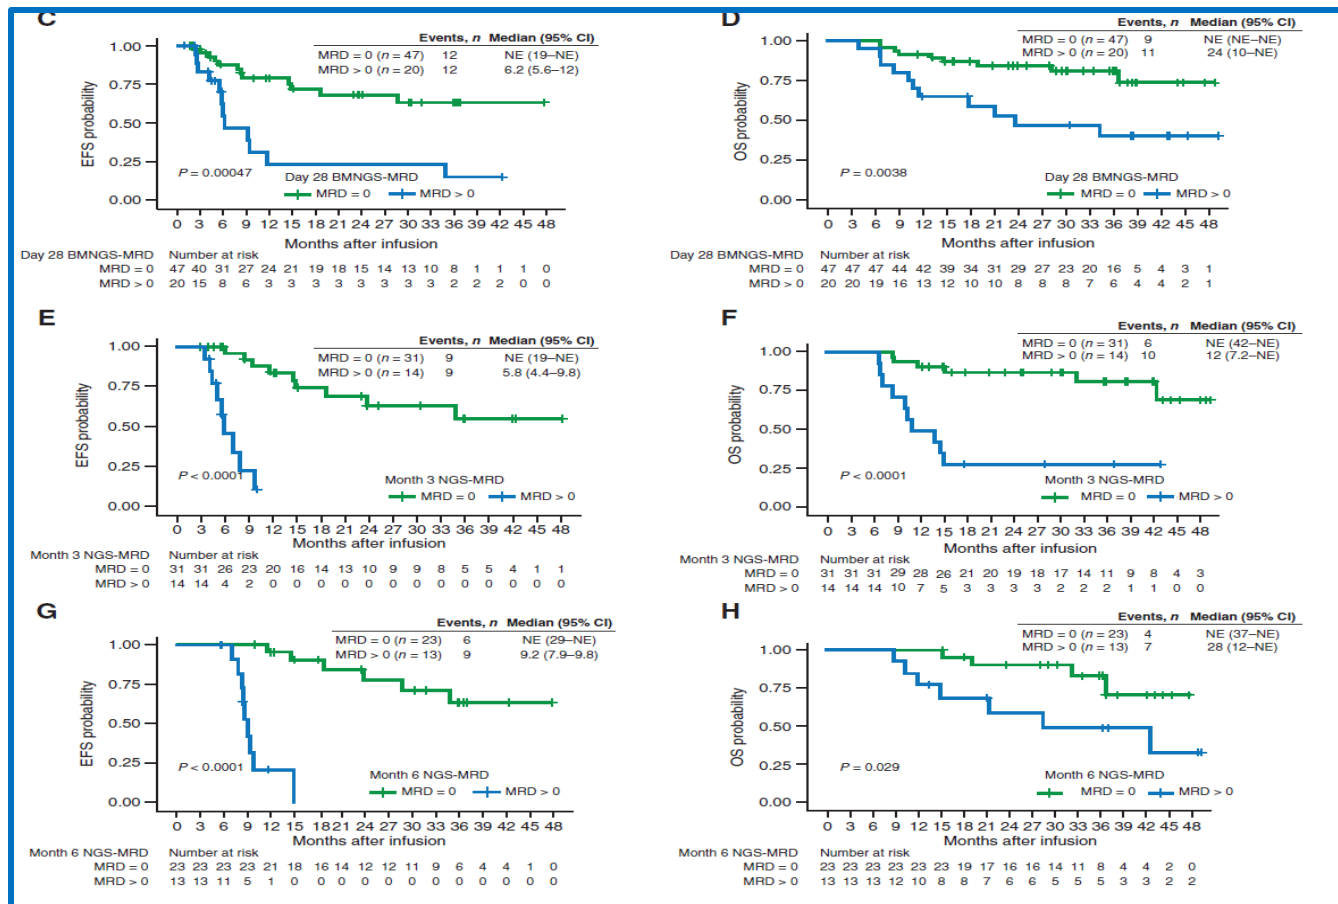 C
Events, n Median (95% CI)
MRD = 0 (n = 47) 12 NE (19–NE)
MRD > 0 (n = 20) 12 6.2 (5.6–12)
EFS probability
1.00
0.75
0.50
0.25
0.00
P = 0.00047
Day 28 BMNGS-MRD
MRD = 0 MRD > 0
0 3 6 9 12 15 18 21 24 27 30 33 36 39 42 45 48
Months after infusion
Day 28 BMNGS-MRD Number at risk
MRD = 0 47 40 31 27 24 21 19 18 15 14 13 10 8 1 1 1 0
MRD > 0 20 15 8 6 3 3 3 3 3 3 3 3 2 2 2 0 0
D
Events, n Median (95% CI)
MRD = 0 (n = 47) 9 NE (NE–NE)
MRD > 0 (n = 20) 11 24 (10–NE)
OS probability
1.00
0.75
0.50
0.25
0.00
P = 0.0038
Day 28 BMNGS-MRD
MRD = 0 MRD > 0
0 3 6 9 12 15 18 21 24 27 30 33 36 39 42 45 48
Months after infusion
Day 28 BMNGS-MRD Number at risk
MRD = 0 47 47 47 44 42 39 34 31 29 27 23 20 16 5 4 3 1
MRD > 0 20 20 19 16 13 12 10 10 8 8 8 7 6 4 4 2 1
E
Events, n Median (95% CI)
MRD = 0 (n = 31) 9 NE (19–NE)
MRD > 0 (n = 14) 9 5.8 (4.4–9.8)
EFS probability
1.00
0.75
0.50
0.25
0.00
P < 0.0001
Month 3 NGS-MRD
MRD = 0 MRD > 0
0 3 6 9 12 15 18 21 24 27 30 33 36 39 42 45 48
Months after infusion
Month 3 NGS-MRD Number at risk
MRD = 0 31 31 26 23 20 16 14 13 10 9 9 8 5 5 4 1 1
MRD > 0 14 14 4 2 0 0 0 0 0 0 0 0 0 0 0 0 0
F
Events, n Median (95% CI)
MRD = 0 (n = 31) 6 NE (42–NE)
MRD > 0 (n = 14) 10 12 (7.2–NE)
OS probability
1.00
0.75
0.50
0.25
0.00
P < 0.0001
Month 3 NGS-MRD
MRD = 0 MRD > 0
0 3 6 9 12 15 18 21 24 27 30 33 36 39 42 45 48
Months after infusion
Month 3 NGS-MRD Number at risk
MRD = 0 31 31 31 29 28 26 21 20 19 18 17 14 11 9 8 4 3
MRD > 0 14 14 14 10 7 5 3 3 3 3 2 2 2 1 1 0 0
G
Events, n Median (95% CI)
MRD = 0 (n = 23) 6 NE (29–NE)
MRD > 0 (n = 13) 9 9.2 (7.9–9.8)
EFS probability
1.00
0.75
0.50
0.25
0.00
P < 0.0001
Month 6 NGS-MRD
MRD = 0 MRD > 0
0 3 6 9 12 15 18 21 24 27 30 33 36 39 42 45 48
Months after infusion
Month 6 NGS-MRD Number at risk
MRD = 0 23 23 23 23 21 18 16 14 12 12 11 9 6 4 4 1 0
MRD > 0 13 13 11 5 1 0 0 0 0 0 0 0 0 0 0 0 0
H
Events, n Median (95% CI)
MRD = 0 (n = 23) 4 NE (37–NE)
MRD > 0 (n = 13) 7 28 (12–NE)
OS probability
1.00
0.75
0.50
0.25
0.00
P = 0.029
Month 6 NGS-MRD
MRD = 0 MRD > 0
0 3 6 9 12 15 18 21 24 27 30 33 36 39 42 45 48
Months after infusion
Month 6 NGS-MRD Number at risk
MRD = 0 23 23 23 23 23 23 19 17 16 16 14 11 8 4 4 2 0
MRD > 0 13 13 13 12 10 8 8 7 6 6 5 5 5 3 3 2 2